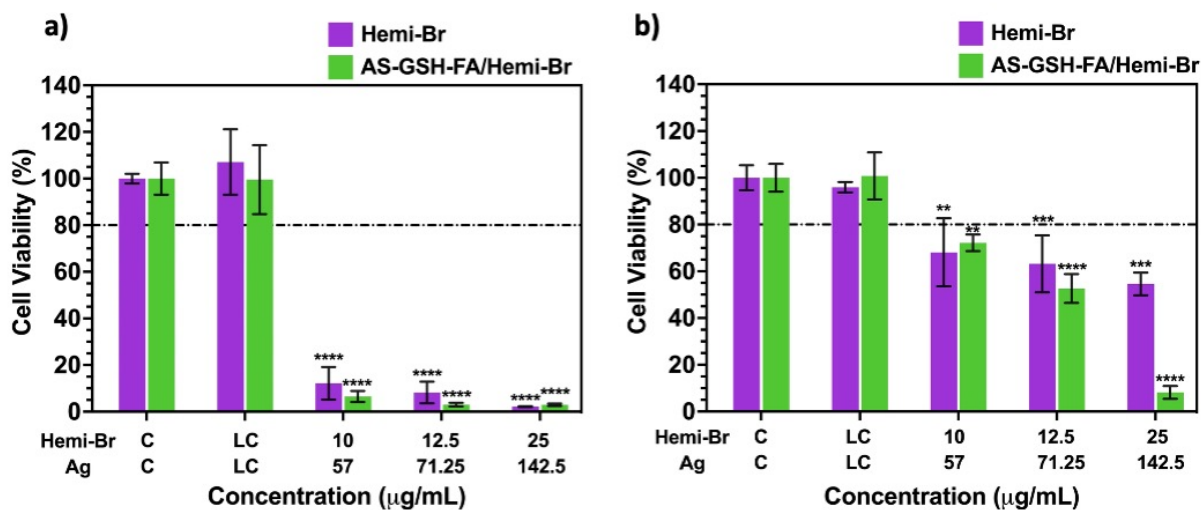 a)
Hemi-Br
AS-GSH-FA/Hemi-Br
Cell Viability (%)
140
120
100
80
60
40
20
0
****
****
****
****
****
****
Hemi-Br C LC 10 12.5 25
Ag C LC 57 71.25 142.5
Concentration (μg/mL)
b)
Hemi-Br
AS-GSH-FA/Hemi-Br
Cell Viability (%)
140
120
100
80
60
40
20
0
**
**
***
****
***
****
Hemi-Br C LC 10 12.5 25
Ag C LC 57 71.25 142.5
Concentration (μg/mL)